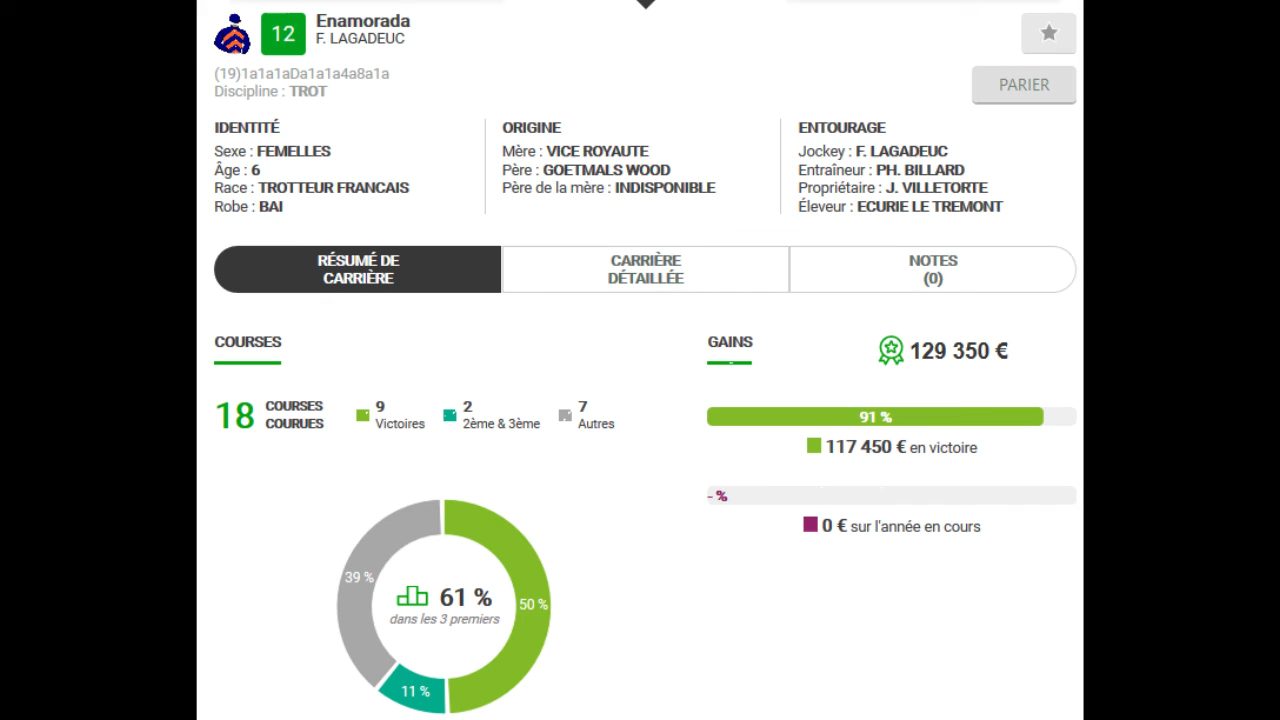 12
Enamorada
F. LAGADEUC
(19)1a1a1aDa1a1a4a8a1a
Discipline : TROT
PARIER
IDENTITÉ
Sexe : FEMELLES
Âge : 6
Race : TROTTEUR FRANCAIS
Robe : BAI
ORIGINE
Mère : VICE ROYAUTE
Père : GOETMALS WOOD
Père de la mère : INDISPONIBLE
ENTOURAGE
Jockey : F. LAGADEUC
Entraîneur : PH. BILLARD
Propriétaire : J. VILLETORTE
Éleveur : ECURIE LE TREMONT
RÉSUMÉ DE
CARRIÈRE
CARRIÈRE
DÉTAILLÉE
NOTES
(0)
COURSES
18 COURSES
COURUES
9
Victoires
2
2ème & 3ème
7
Autres
39 %
50 %
11 %
61 %
dans les 3 premiers
GAINS
129 350 €
91 %
117 450 € en victoire
- %
0 € sur l'année en cours